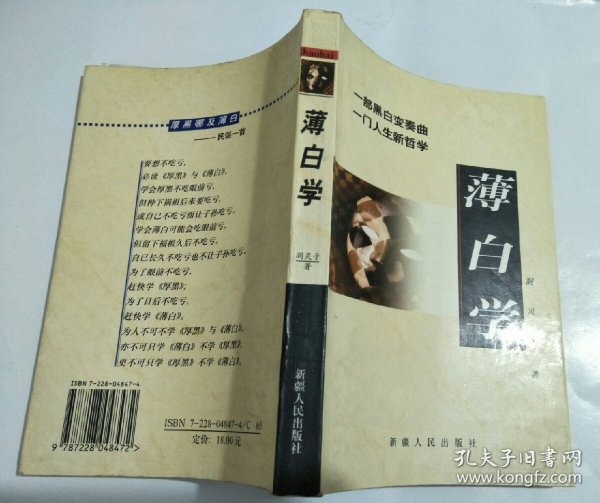 厚黑嘟及薄白
——民谣一首
要想不吃亏，
必读《厚黑》与《薄白》。
学会厚黑不吃眼前亏，
但种下祸根后来要吃亏，
或自己不吃亏而让子孙吃亏，
学会薄白可能会吃眼前亏，
但留下福根久后不吃亏，
自己长久不吃亏也不让子孙吃亏。
为了眼前不吃亏，
赶快学《厚黑》；
为了日后不吃亏，
赶快学《薄白》。
为人不可不学《厚黑》与《薄白》，
亦不可只学《薄白》不学《厚黑》，
更不可只学《厚黑》不学《薄白》。
ISBN 7-228-04847-4
9 787228 048472 >
ISBN 7-228-04847-4/C·65
定价：18.00元
baobai
薄白学
洞灵子
著
新疆人民出版社
一部黑白变奏曲
一门人生新哲学
薄白学
洞灵
著
新疆人民出版社
孔夫子旧书网
kongfz.com